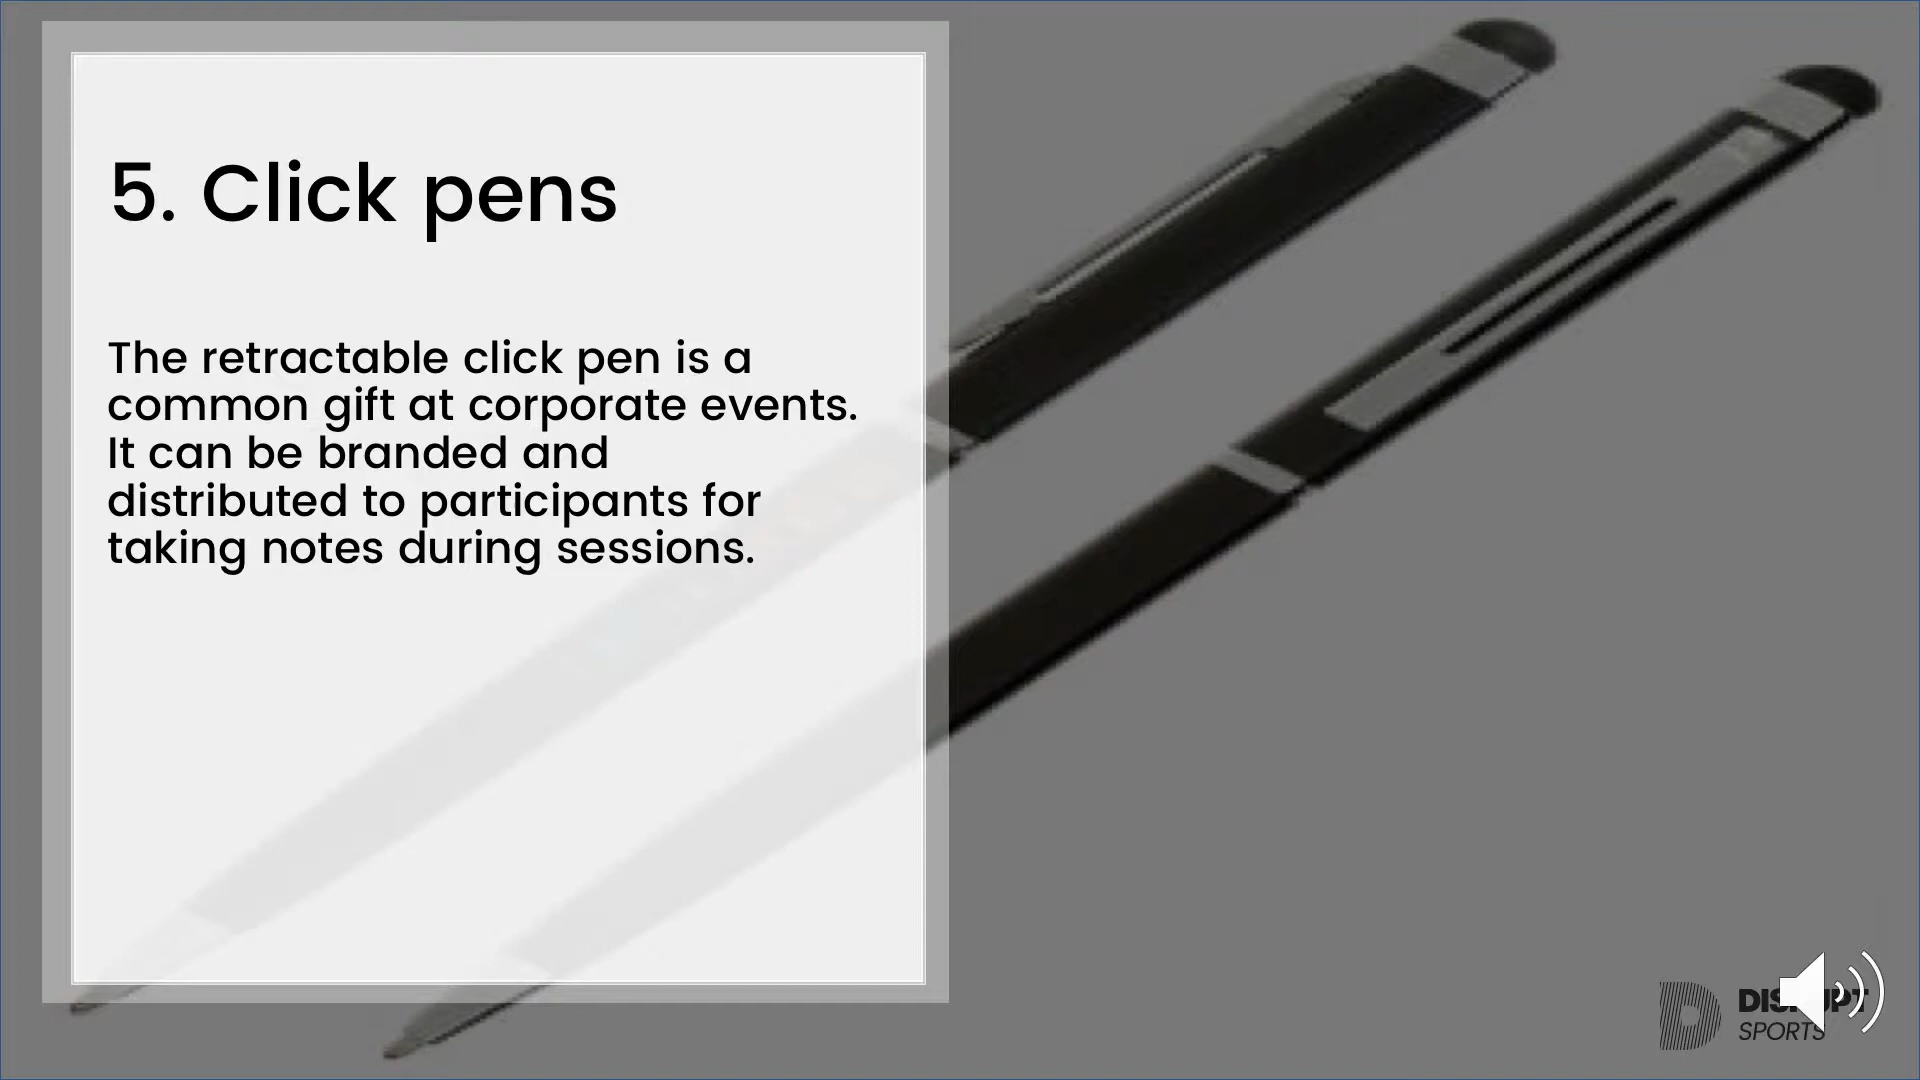 5. Click pens
The retractable click pen is a
common gift at corporate events.
It can be branded and
distributed to participants for
taking notes during sessions.
SPORTS